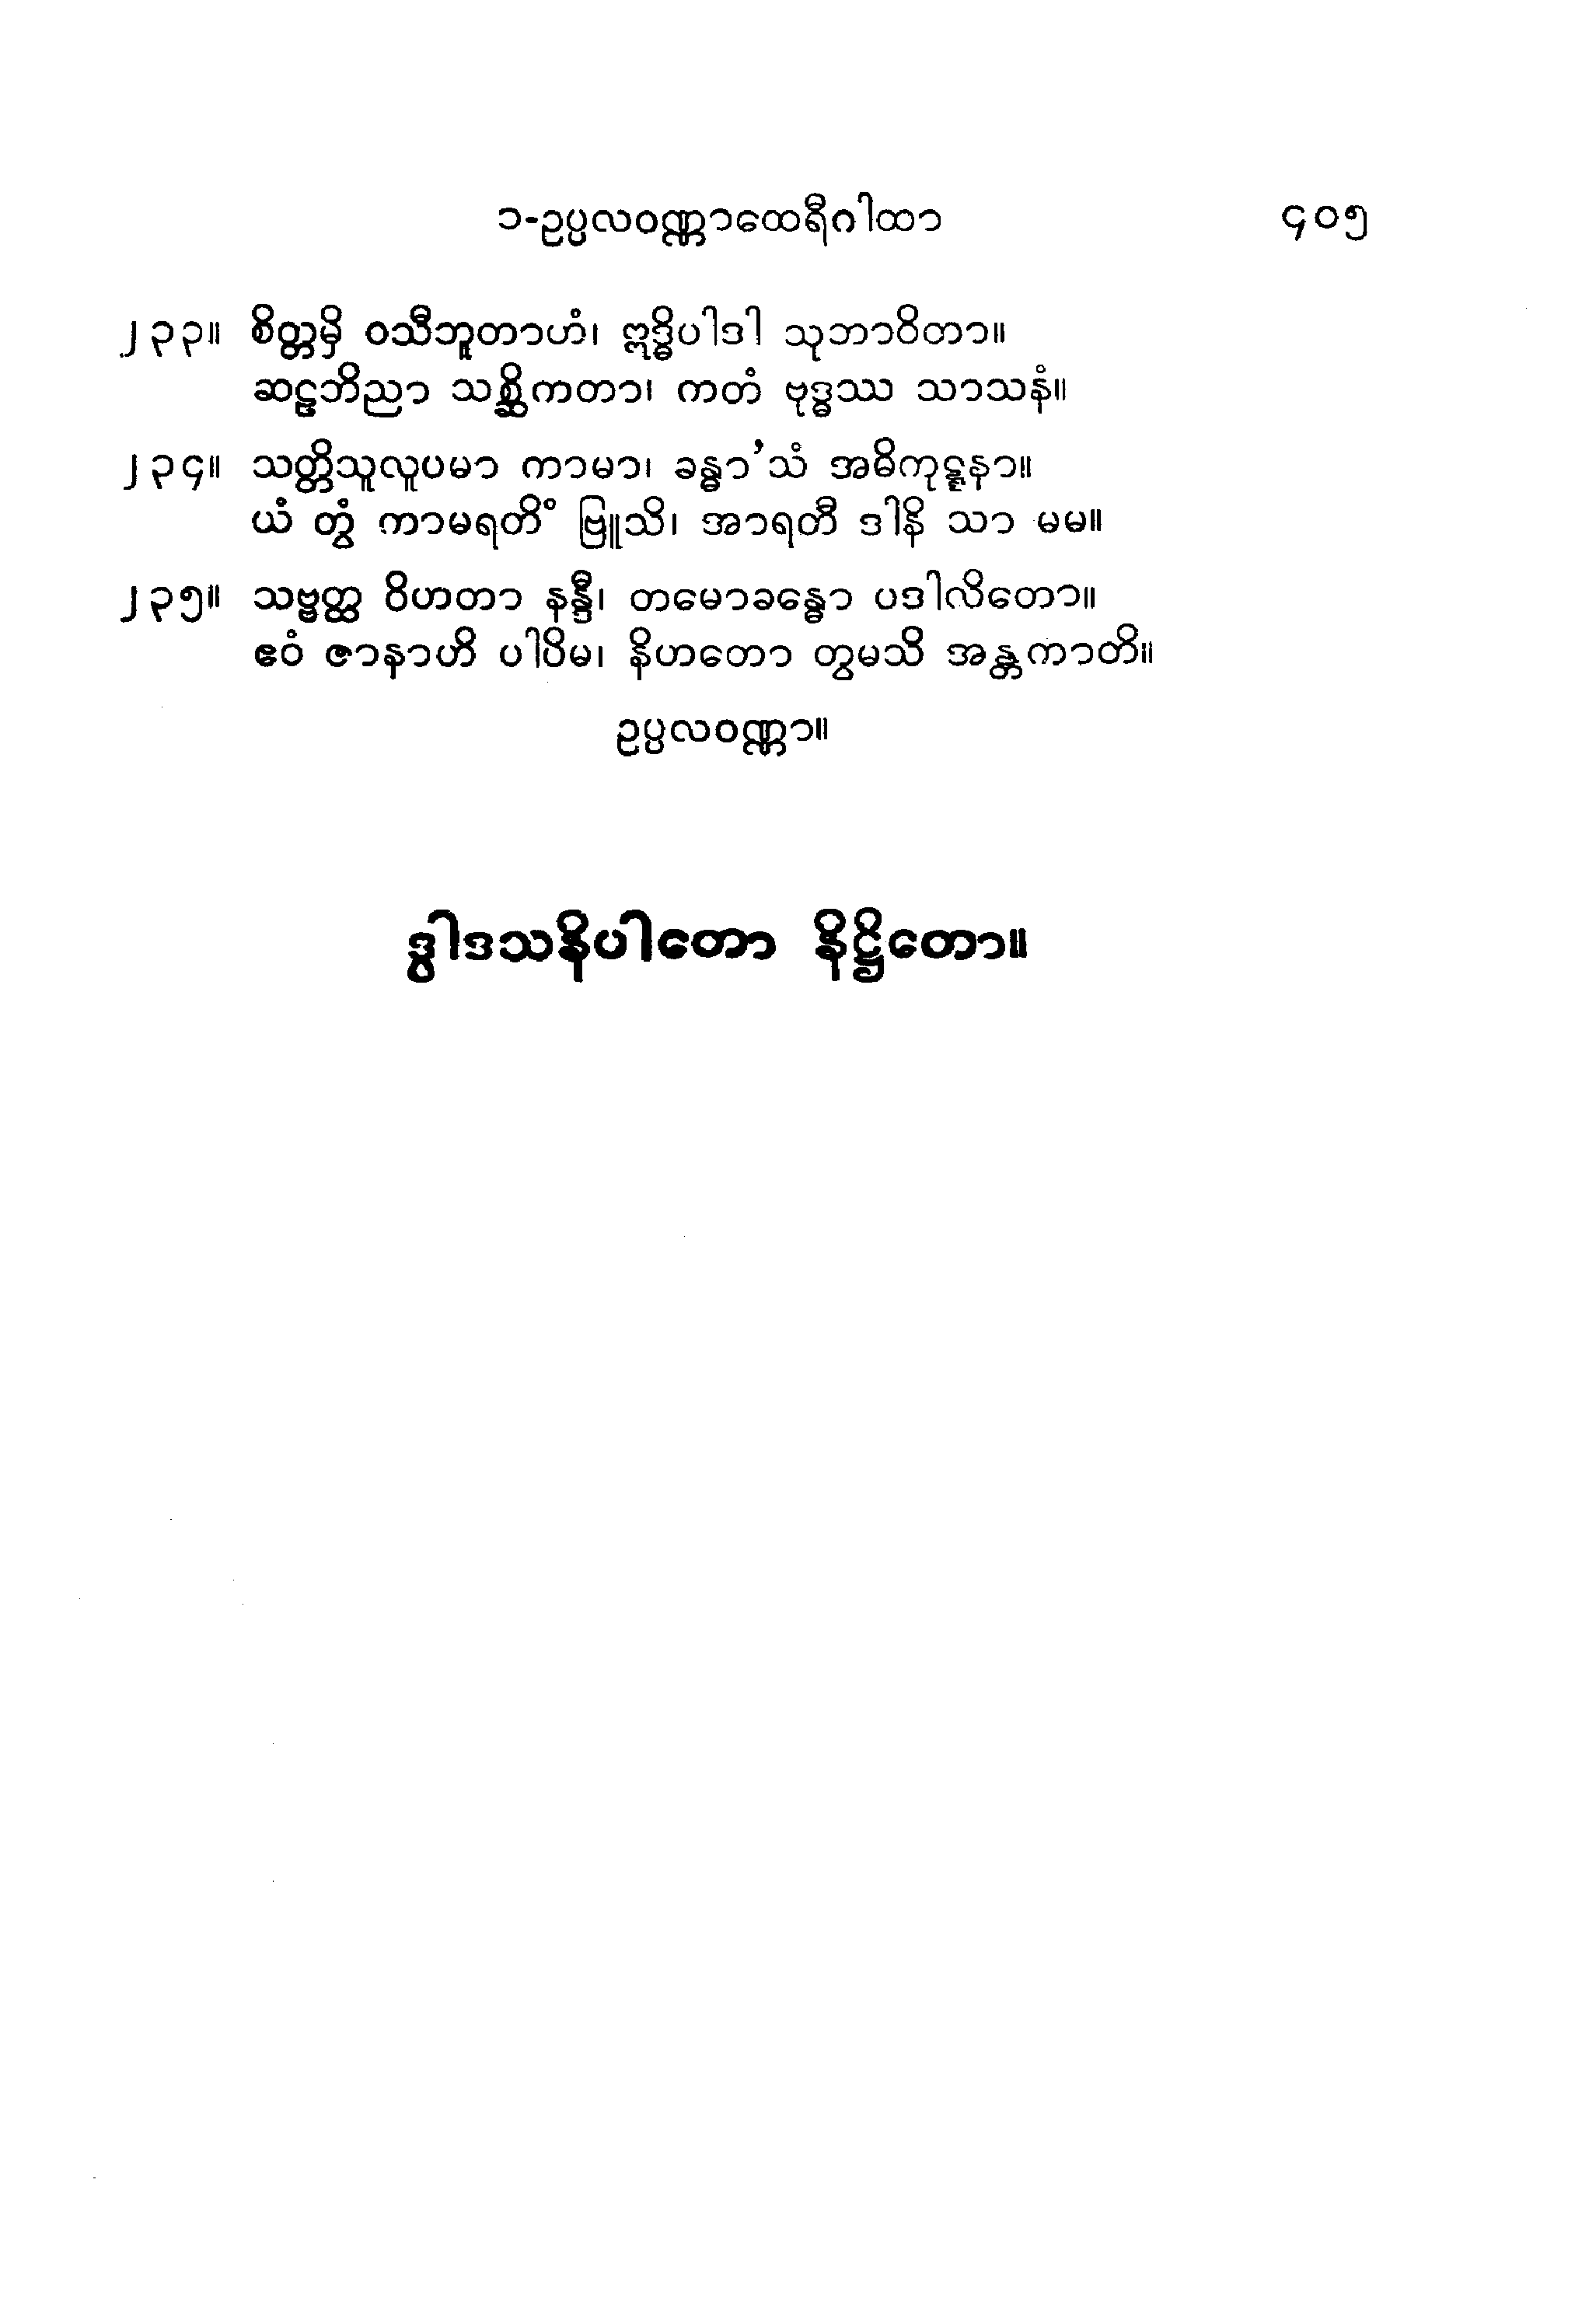 ၁-ဥပ္ပလဝဏ္ဏာထေရီဂါထာ ၄၀၅
၂၃၃။ စိတ္တမှိ ဝသီဘူတာဟံ၊ ဣဒ္ဓိပါဒါ သုဘာဝိတာ။
ဆဠဘိညာ သစ္ဆိကတာ၊ ကတံ ဗုဒ္ဓဿ သာသနံ။
၂၃၄။ သတ္တိသူလူပမာ ကာမာ၊ ခန္ဓာ’သံ အဓိကုဋ္ဋနာ။
ယံ တွံ ကာမရတိံ ဗြူသိ၊ အာရတီ ဒါနိ သာ မမ။
၂၃၅။ သဗ္ဗတ္ထ ဝိဟတာ နန္ဒီ၊ တမောခန္ဓော ပဒါလိတော။
ဧဝံ ဇာနာဟိ ပါပိမ၊ နိဟတော တွမသိ အန္တကာတိ။
ဥပ္ပလဝဏ္ဏာ။
ဒွါဒသနိပါတော နိဋ္ဌိတော။